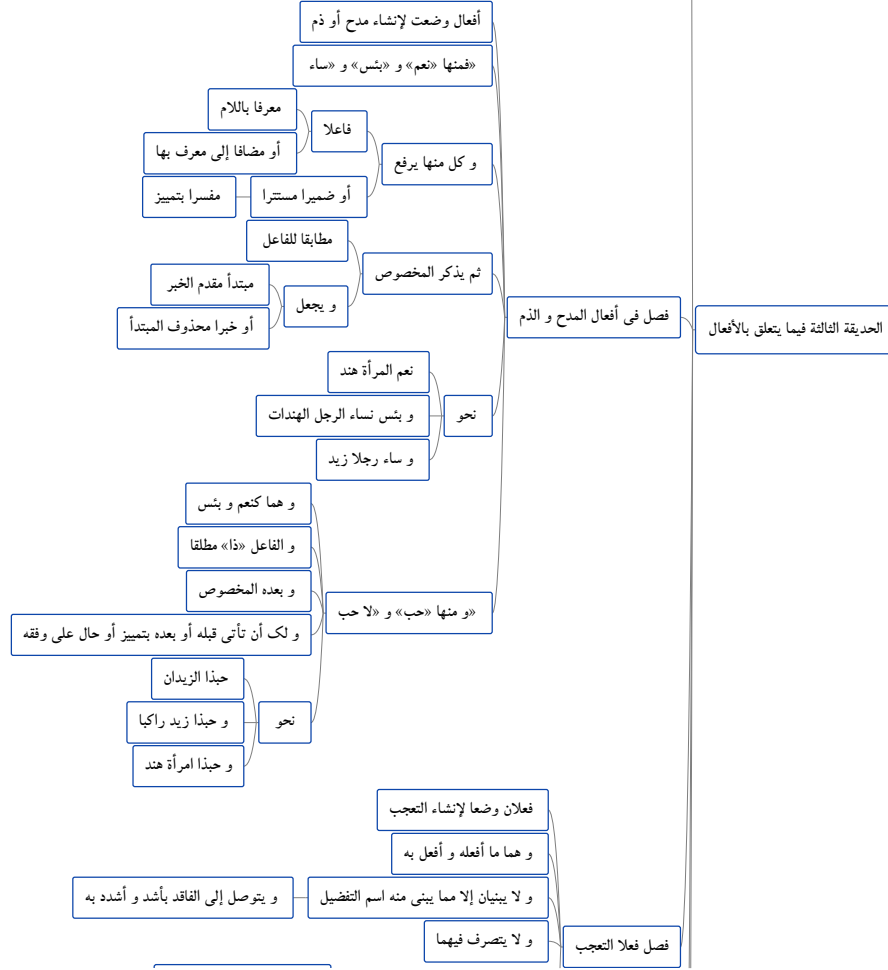 الحديقة الثالثة فيما يتعلق بالأفعال
فصل فى أفعال المدح و الذم
أفعال وضعت لإنشاء مدح أو ذم
«فمنها «نعم» و «بئس» و «ساء
و كل منها يرفع
فاعلا
معرفا باللام
أو مضافا إلى معرف بها
أو ضميرا مستترا
مفسرا بتمييز
ثم يذكر المخصوص
مطابقا للفاعل
و يجعل
مبتدأ مقدم الخبر
أو خبرا محذوف المبتدأ
نحو
نعم المرأة هند
و بئس نساء الرجل الهندات
و ساء رجلا زيد
«و منها «حب» و «لا حب
و هما كنعم و بئس
و الفاعل «ذا» مطلقا
و بعده المخصوص
و لک أن تأتى قبله أو بعده بتمييز أو حال على وفقه
نحو
حبذا الزيدان
و حبذا زيد راكبا
و حبذا امرأة هند
فصل فعلا التعجب
فعلان وضعا لإنشاء التعجب
و هما ما أفعله و أفعل به
و لا يبنيان إلا مما يبنى منه اسم التفضيل
و يتوصل إلى الفاقد بأشد و أشدد به
و لا يتصرف فيهما